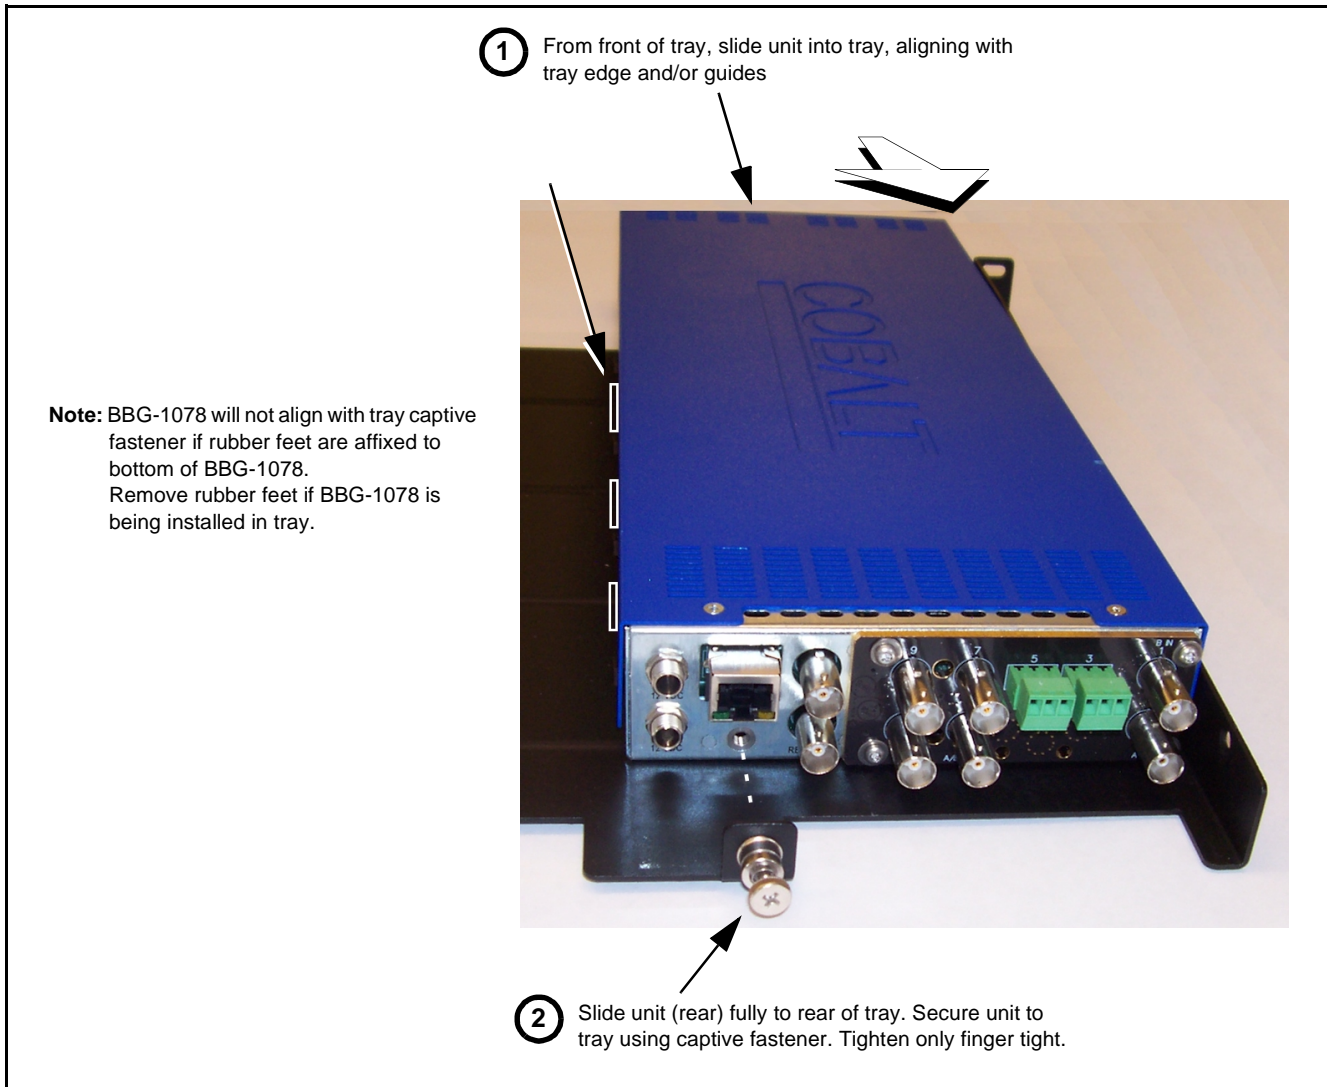 1
From front of tray, slide unit into tray, aligning with
tray edge and/or guides
Note: BBG-1078 will not align with tray captive
fastener if rubber feet are affixed to
bottom of BBG-1078.
Remove rubber feet if BBG-1078 is
being installed in tray.
COBALT
9
7
5
3
B IN
1
2
Slide unit (rear) fully to rear of tray. Secure unit to
tray using captive fastener. Tighten only finger tight.